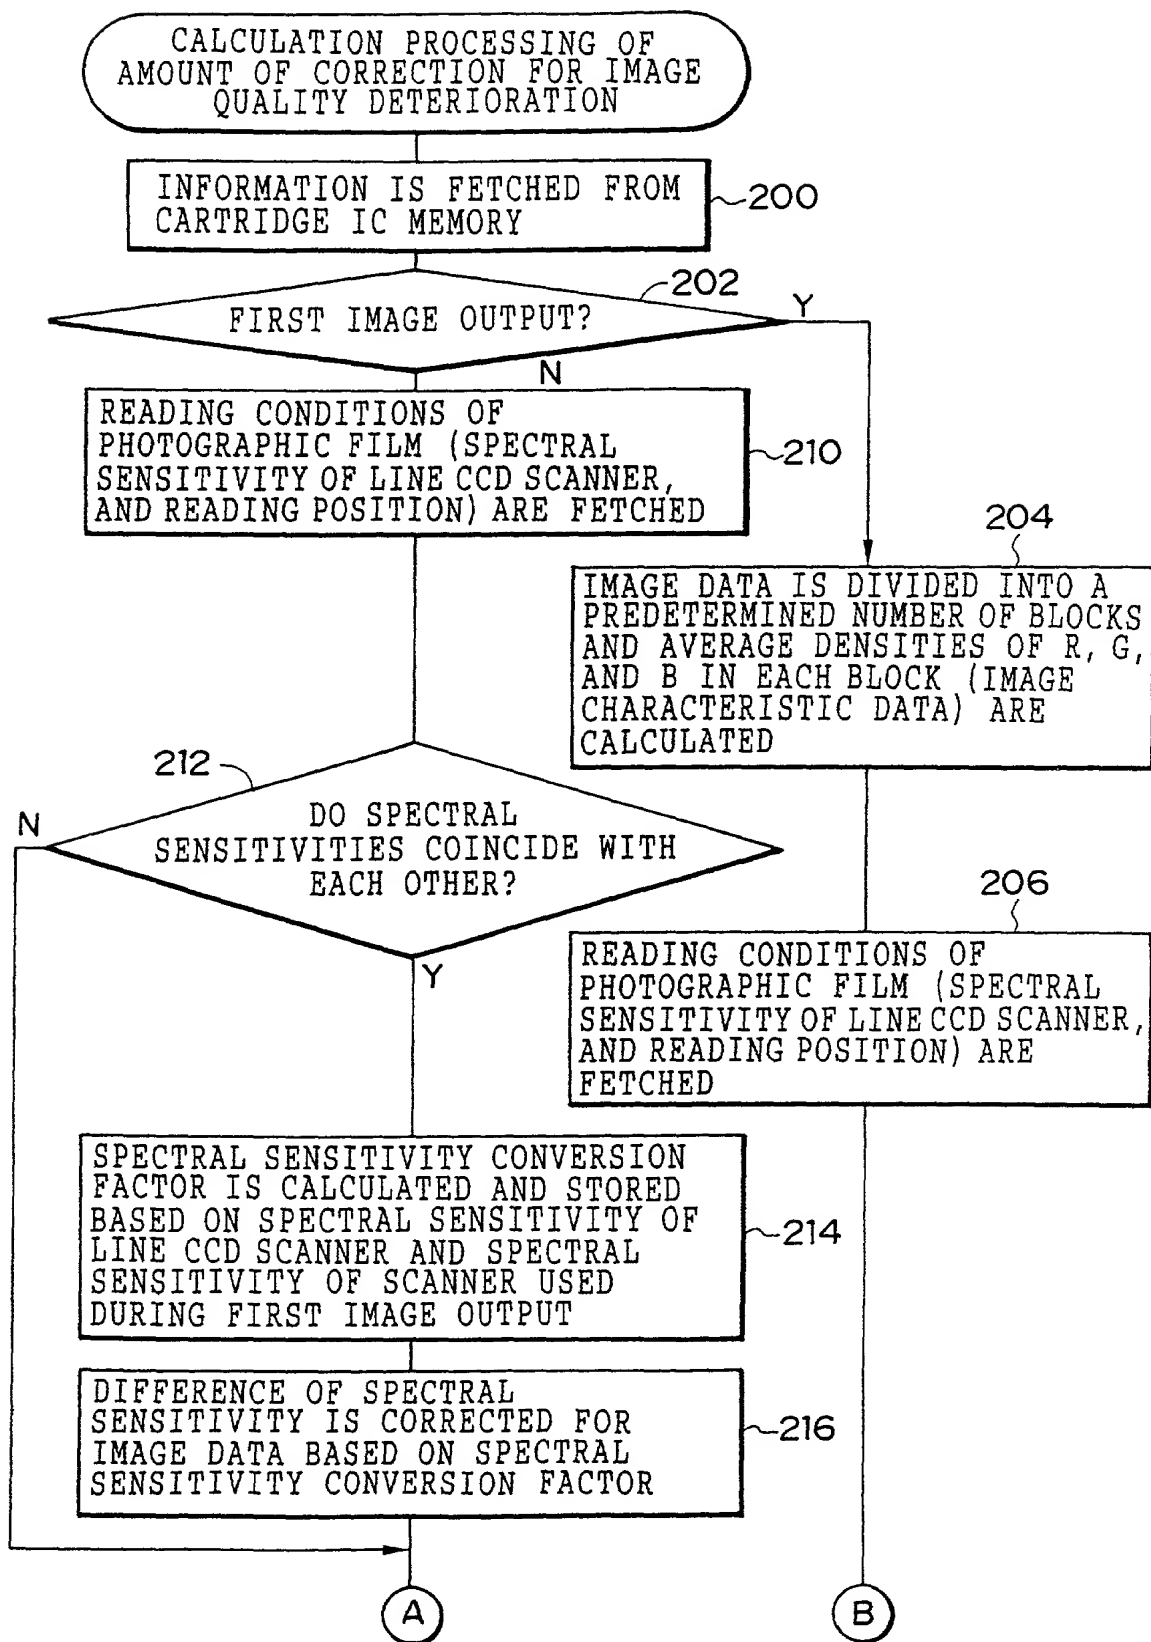 CALCULATION PROCESSING OF
AMOUNT OF CORRECTION FOR IMAGE
QUALITY DETERIORATION
INFORMATION IS FETCHED FROM
CARTRIDGE IC MEMORY
200
202
FIRST IMAGE OUTPUT?
Y
N
READING CONDITIONS OF
PHOTOGRAPHIC FILM (SPECTRAL
SENSITIVITY OF LINE CCD SCANNER,
AND READING POSITION) ARE FETCHED
210
204
IMAGE DATA IS DIVIDED INTO A
PREDETERMINED NUMBER OF BLOCKS
AND AVERAGE DENSITIES OF R, G,
AND B IN EACH BLOCK (IMAGE
CHARACTERISTIC DATA) ARE
CALCULATED
212
N
DO SPECTRAL
SENSITIVITIES COINCIDE WITH
EACH OTHER?
Y
206
READING CONDITIONS OF
PHOTOGRAPHIC FILM (SPECTRAL
SENSITIVITY OF LINE CCD SCANNER,
AND READING POSITION) ARE
FETCHED
SPECTRAL SENSITIVITY CONVERSION
FACTOR IS CALCULATED AND STORED
BASED ON SPECTRAL SENSITIVITY OF
LINE CCD SCANNER AND SPECTRAL
SENSITIVITY OF SCANNER USED
DURING FIRST IMAGE OUTPUT
214
DIFFERENCE OF SPECTRAL
SENSITIVITY IS CORRECTED FOR
IMAGE DATA BASED ON SPECTRAL
SENSITIVITY CONVERSION FACTOR
216
A
B